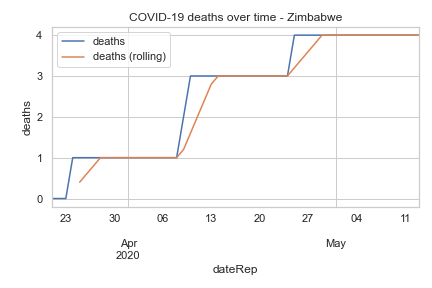 COVID-19 deaths over time - Zimbabwe
deaths
deaths (rolling)
deaths
4
3
2
1
0
23 30 06 13 20 27 04 11
Apr May
2020
dateRep